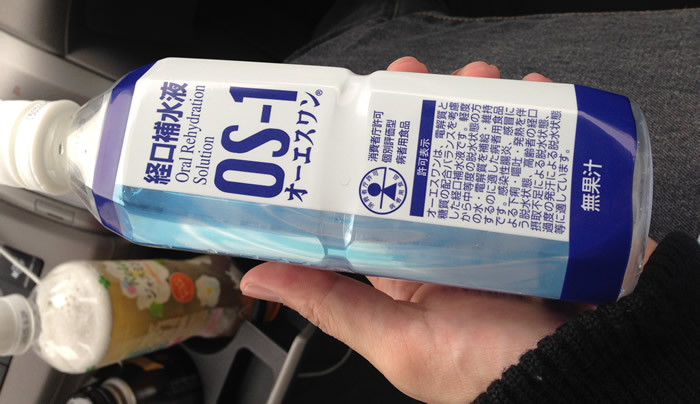 経口補水液
Oral Rehydration
Solution
OS-1
オーエスワン®
消費者庁許可
個別評価型
病者用食品
許可表示
オーエスワンは、電解質と
糖質の配合バランスを考慮
した経口補水液です。軽度
から中等度の脱水状態の方
の水・電解質を補給・維持
するのに適した病者用食品
です。感染性腸炎、感冒に
よる下痢・嘔吐・発熱を伴
う脱水状態、高齢者の経口
摂取不足による脱水状態、
過度の発汗による脱水状態
等に適しています。
無果汁